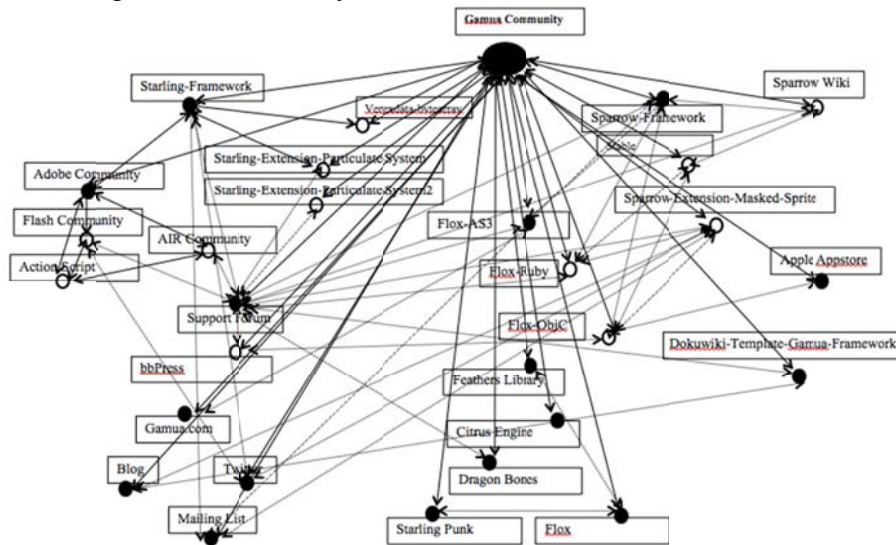 Gamua Community
Starling-Framework
Sparrow Wiki
Sparrow-Framework
Stable
Adobe Community
Starling-Extension-Particulate System
Starling-Extension-Particulate System2
Sparrow-Extension-Masked-Sprite
Flash Community
AIR Community
Flox-AS3
Action Script
Flox-Ruby
Apple Appstore
Support Forum
Flox-ObjC
Dokuwiki-Template-Gamua-Framework
bbPress
Feathers Library
Gamua.com
Citrus Engine
Blog
Twitter
Dragon Bones
Mailing List
Starling Punk
Flox